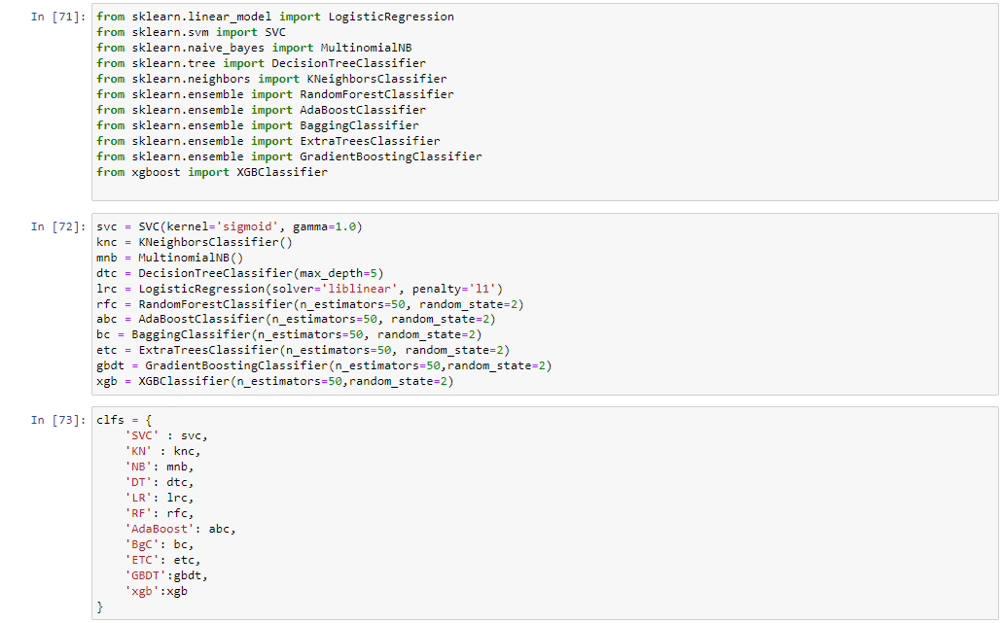 In [71]: from sklearn.linear_model import LogisticRegression
from sklearn.svm import SVC
from sklearn.naive_bayes import MultinomialNB
from sklearn.tree import DecisionTreeClassifier
from sklearn.neighbors import KNeighborsClassifier
from sklearn.ensemble import RandomForestClassifier
from sklearn.ensemble import AdaBoostClassifier
from sklearn.ensemble import BaggingClassifier
from sklearn.ensemble import ExtraTreesClassifier
from sklearn.ensemble import GradientBoostingClassifier
from xgboost import XGBClassifier
In [72]: svc = SVC(kernel='sigmoid', gamma=1.0)
knc = KNeighborsClassifier()
mnb = MultinomialNB()
dtc = DecisionTreeClassifier(max_depth=5)
lrc = LogisticRegression(solver='liblinear', penalty='l1')
rfc = RandomForestClassifier(n_estimators=50, random_state=2)
abc = AdaBoostClassifier(n_estimators=50, random_state=2)
bc = BaggingClassifier(n_estimators=50, random_state=2)
etc = ExtraTreesClassifier(n_estimators=50, random_state=2)
gbdt = GradientBoostingClassifier(n_estimators=50,random_state=2)
xgb = XGBClassifier(n_estimators=50,random_state=2)
In [73]: clfs = {
    'SVC' : svc,
    'KN' : knc,
    'NB': mnb,
    'DT': dtc,
    'LR': lrc,
    'RF': rfc,
    'AdaBoost': abc,
    'BgC': bc,
    'ETC': etc,
    'GBDT':gbdt,
    'xgb':xgb
}